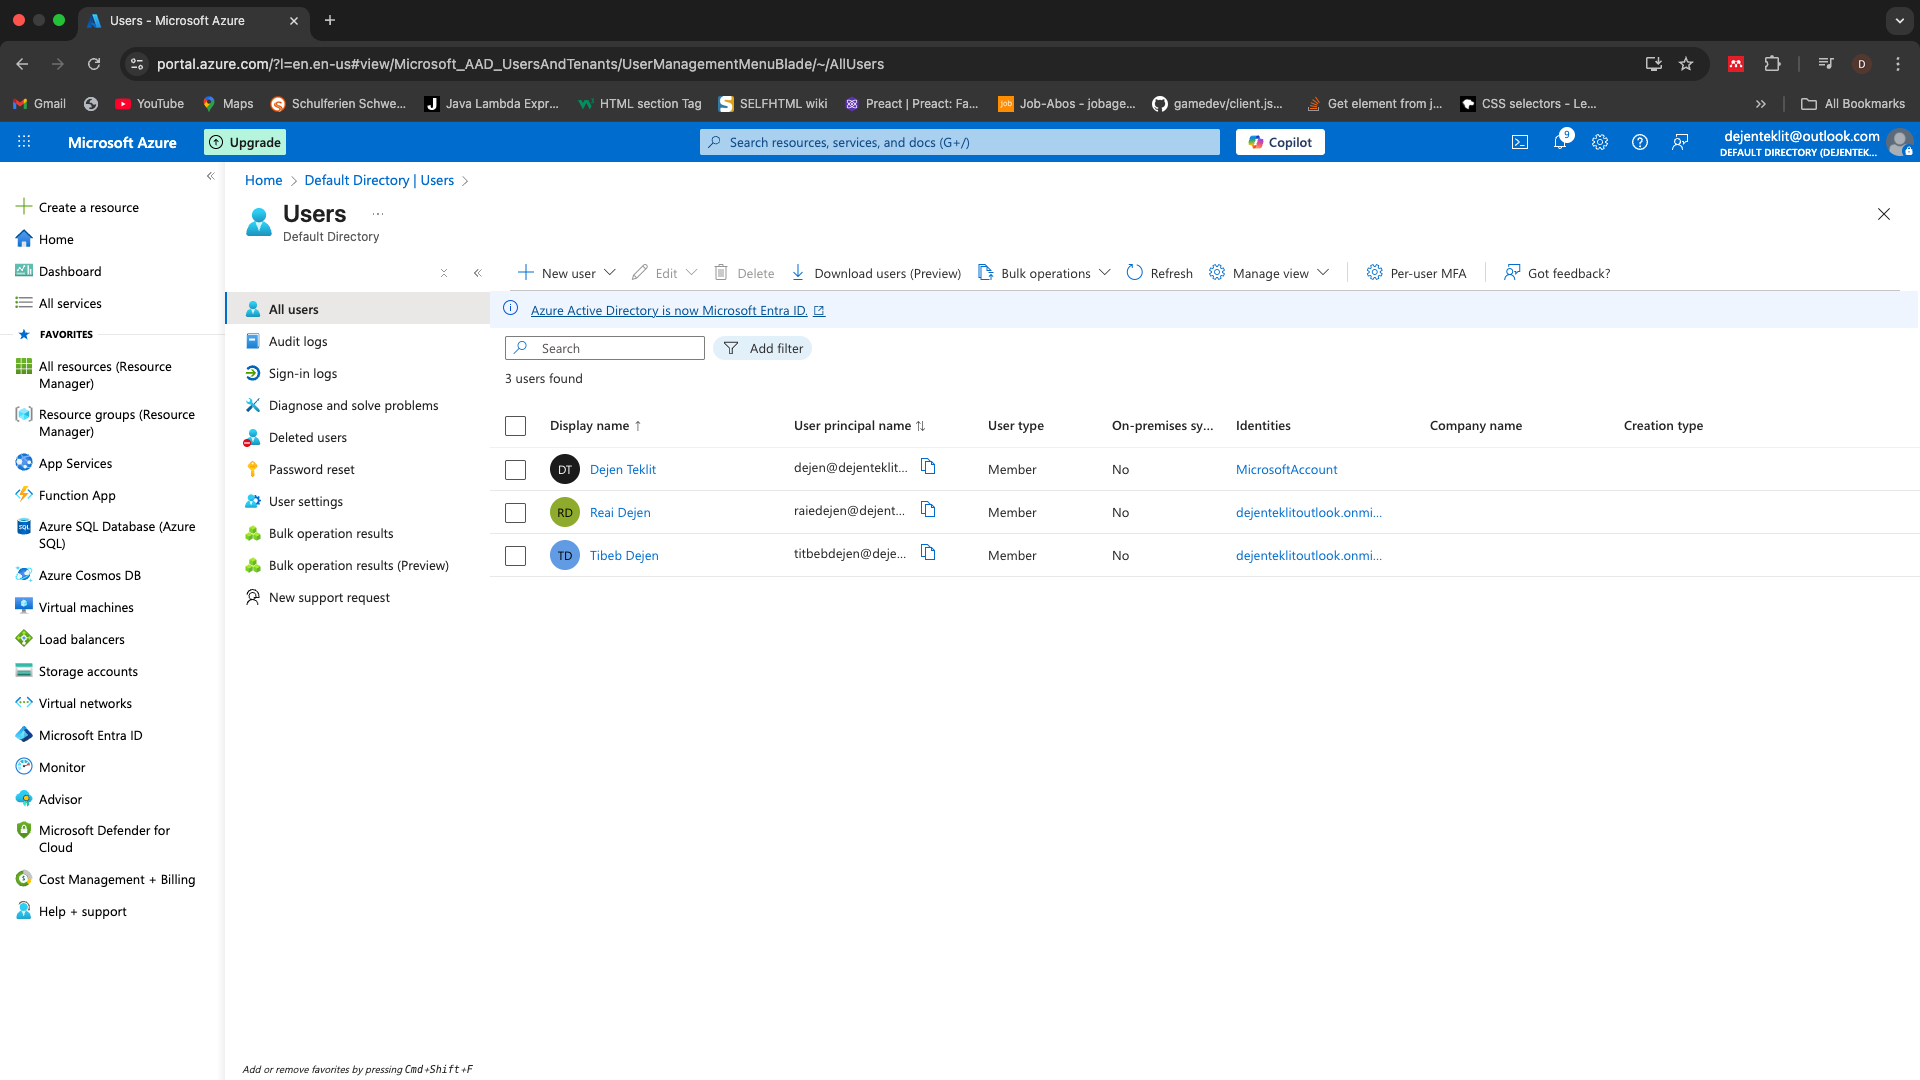 Users - Microsoft Azure
portal.azure.com/?l=en.en-us#view/Microsoft_AAD_UsersAndTenants/UserManagementMenuBlade/~/AllUsers
D
Gmail YouTube Maps Schulferien Schwe... Java Lambda Expr... HTML section Tag SELFHTML wiki Preact | Preact: Fa... Job-Abos - jobage... gamedev/client.js... Get element from j... CSS selectors - Le... » All Bookmarks
Microsoft Azure Upgrade Search resources, services, and docs (G+/) Copilot 9 dejenteklit@outlook.com
DEFAULT DIRECTORY (DEJENTEK...
Home > Default Directory | Users >
Users ...
Default Directory
Create a resource
Home
Dashboard
All services
FAVORITES
All resources (Resource
Manager)
Resource groups (Resource
Manager)
App Services
Function App
Azure SQL Database (Azure
SQL)
Azure Cosmos DB
Virtual machines
Load balancers
Storage accounts
Virtual networks
Microsoft Entra ID
Monitor
Advisor
Microsoft Defender for
Cloud
Cost Management + Billing
Help + support
All users
Audit logs
Sign-in logs
Diagnose and solve problems
Deleted users
Password reset
User settings
Bulk operation results
Bulk operation results (Preview)
New support request
New user Edit Delete Download users (Preview) Bulk operations Refresh Manage view Per-user MFA Got feedback?
Azure Active Directory is now Microsoft Entra ID.
Search Add filter
3 users found
Display name ↑ User principal name ↑↓ User type On-premises sy... Identities Company name Creation type
DT Dejen Teklit dejen@dejenteklit... Member No MicrosoftAccount
RD Reai Dejen raiedejen@dejent... Member No dejenteklitoutlook.onmi...
TD Tibeb Dejen titbebdejen@deje... Member No dejenteklitoutlook.onmi...
Add or remove favorites by pressing Cmd+Shift+F